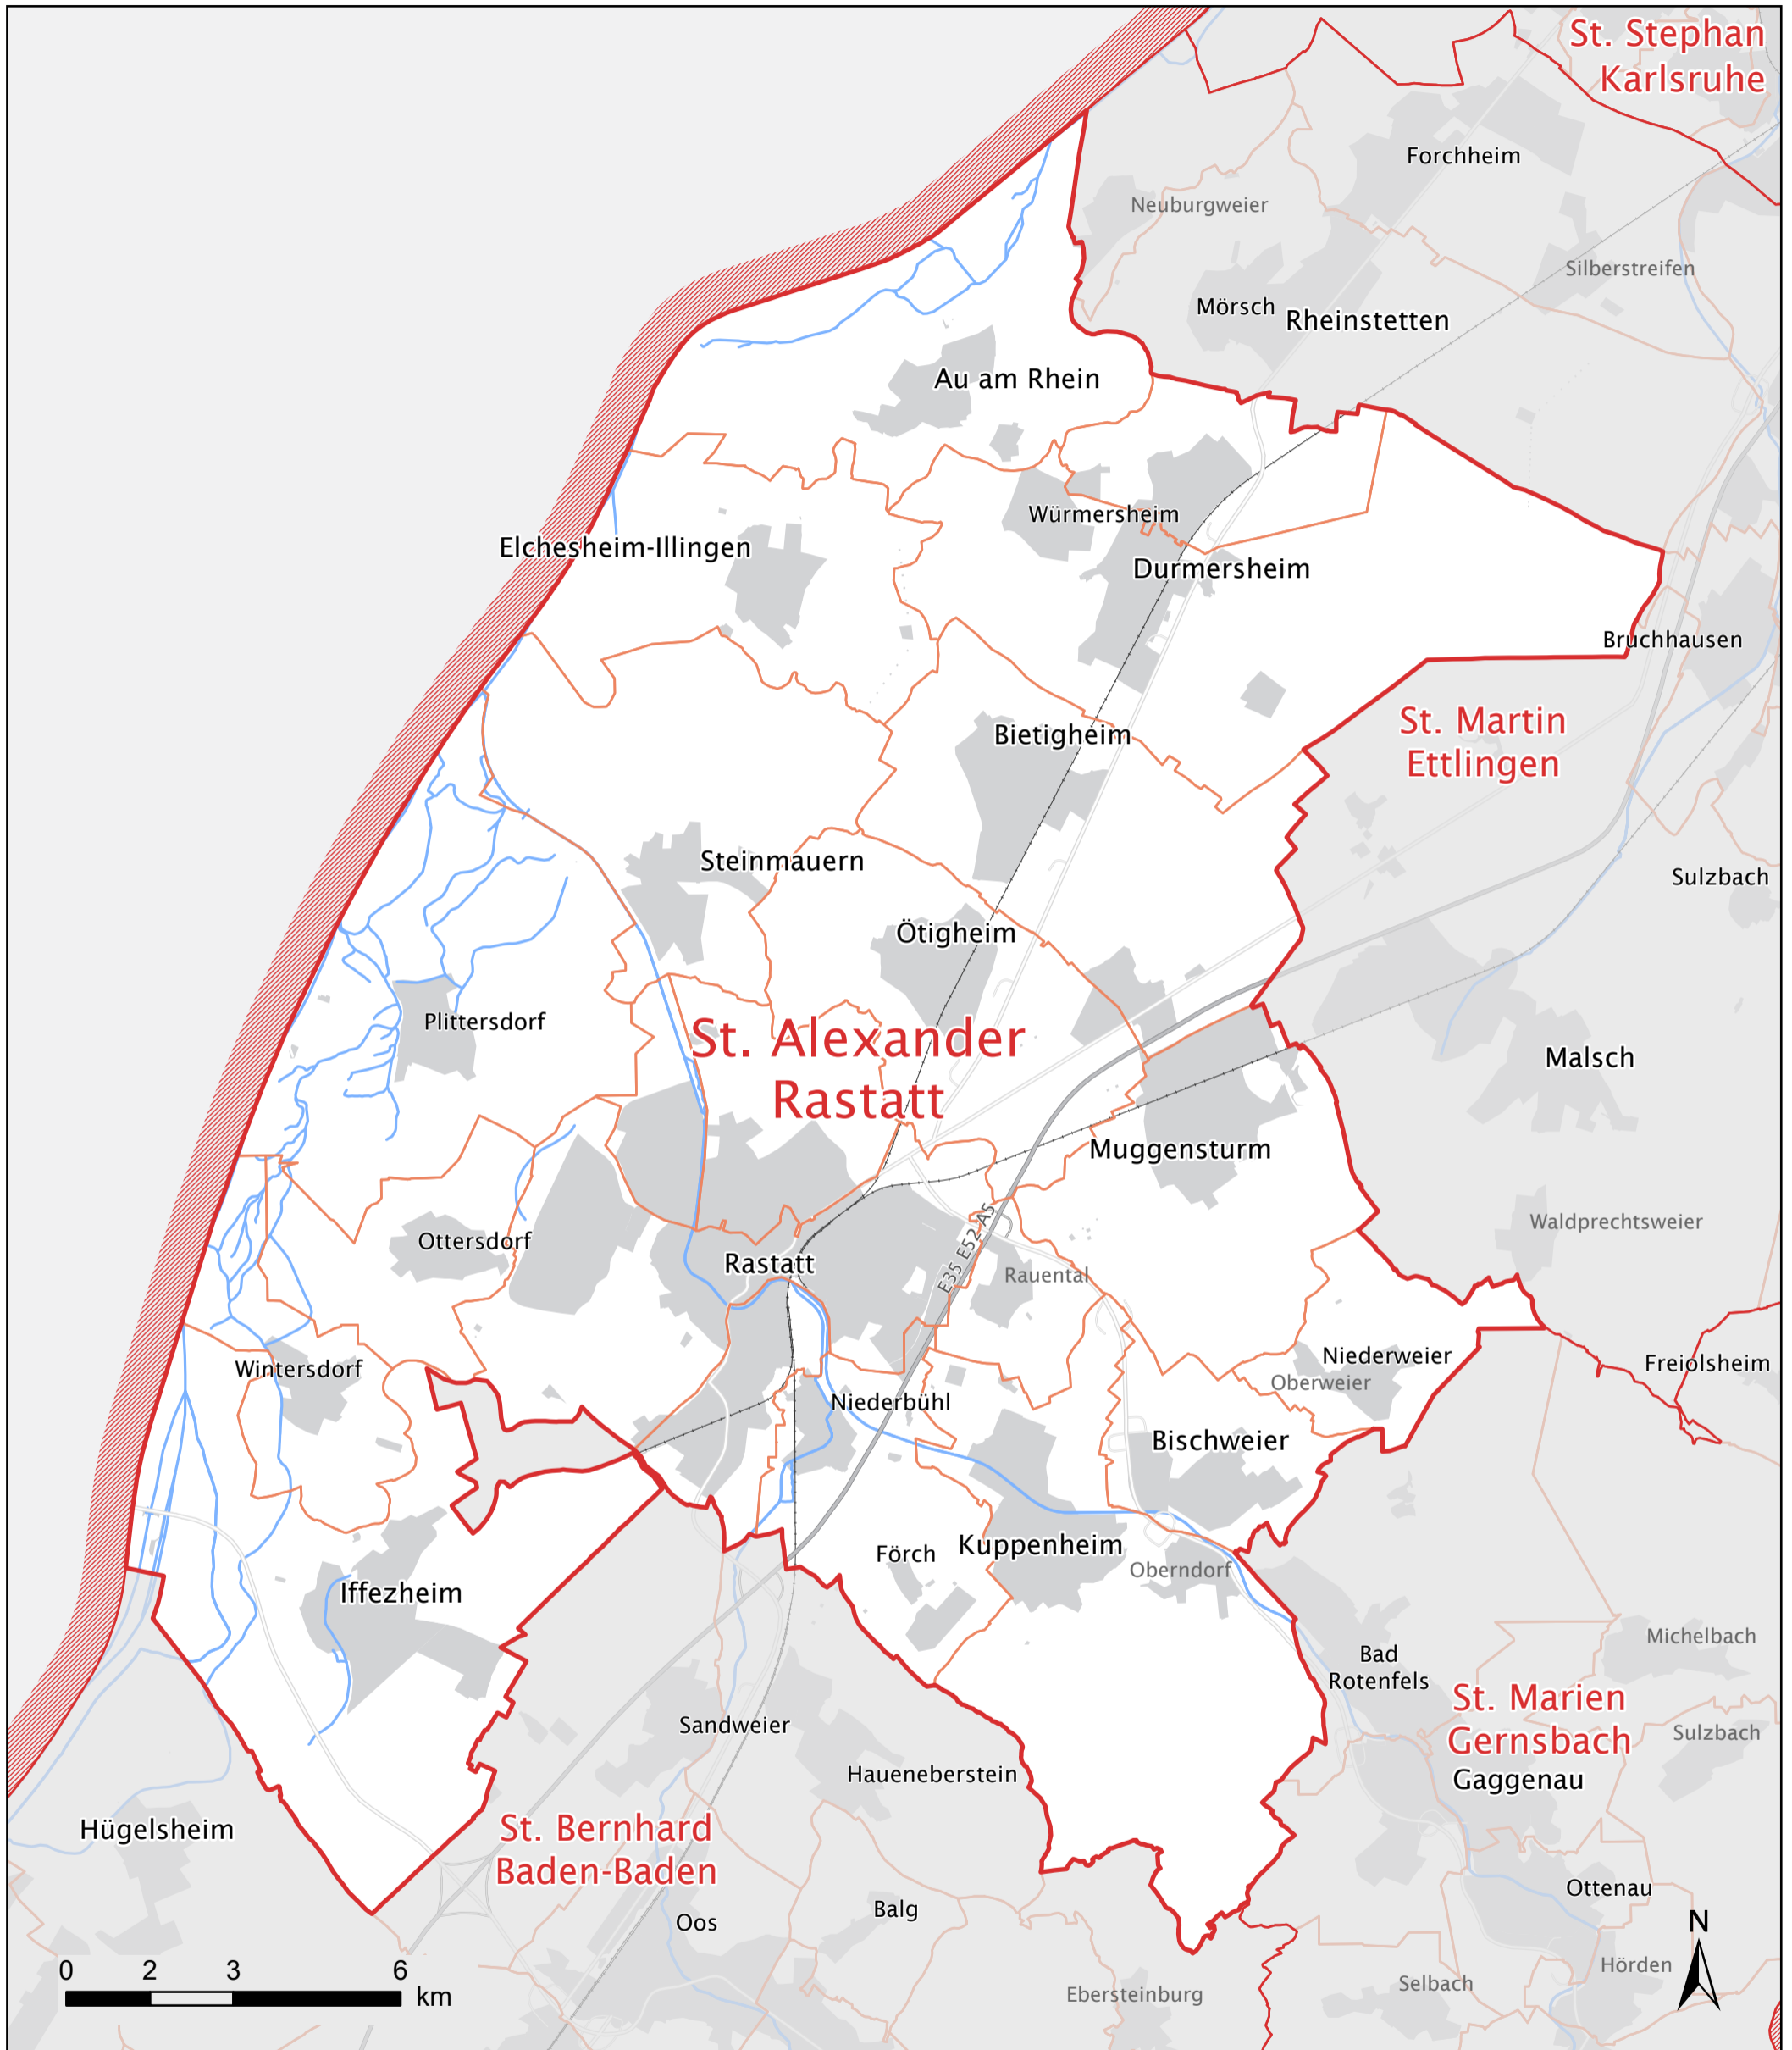 St. Stephan
Karlsruhe
Forchheim
Neuburgweier
Silberstreifen
Mörsch
Rheinstetten
Au am Rhein
Würmersheim
Elchesheim-Illingen
Durmersheim
Bruchhausen
St. Martin
Ettlingen
Bietigheim
Steinmauern
Sulzbach
Ötigheim
Plittersdorf
St. Alexander
Rastatt
Malsch
Muggensturm
Waldprechtsweier
Ottersdorf
E35 E52 A5
Rastatt
Rauental
Wintersdorf
Niederweier
Freiolsheim
Oberweier
Niederbühl
Bischweier
Kuppenheim
Förch
Oberndorf
Iffezheim
Michelbach
Bad
Rotenfels
St. Marien
Gernsbach
Gaggenau
Sandweier
Sulzbach
Haueneberstein
Hügelsheim
St. Bernhard
Baden-Baden
Ottenau
Balg
Oos
N
Hörden
Selbach
Ebersteinburg
0 2 3 6
km